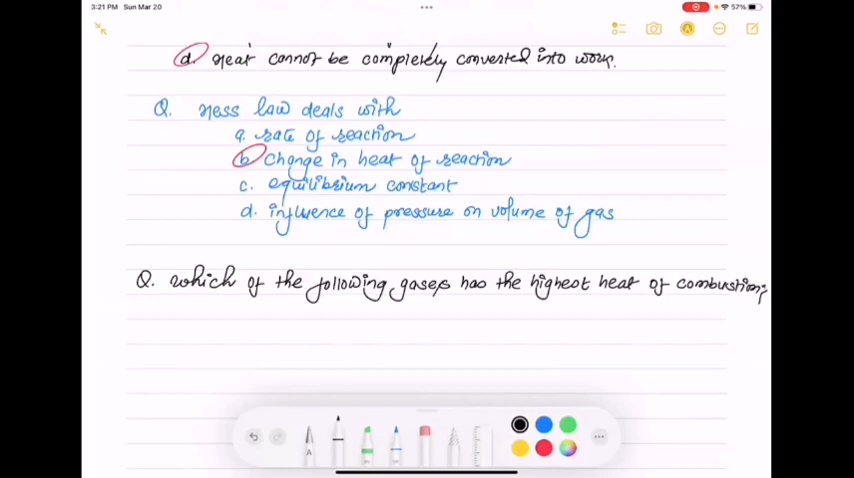 3:21 PM Sun Mar 20
57%
d. Heat cannot be completely converted into work.
Q. Hess law deals with
a. rate of reaction
b. change in heat of reaction
c. equilibrium constant
d. influence of pressure on volume of gas
Q. which of the following gases has the highest heat of combustion;
A